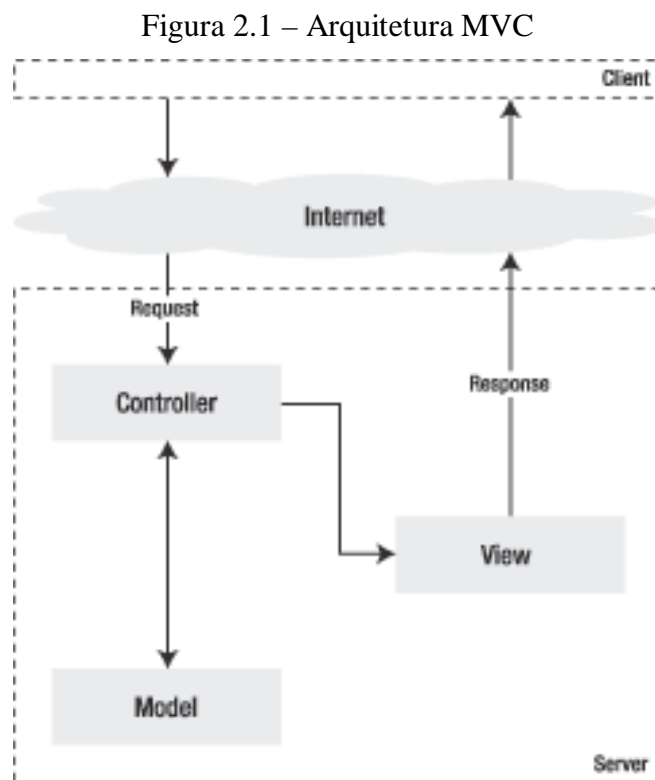 Figura 2.1 – Arquitetura MVC
Client
Internet
Request
Controller
Response
View
Model
Server